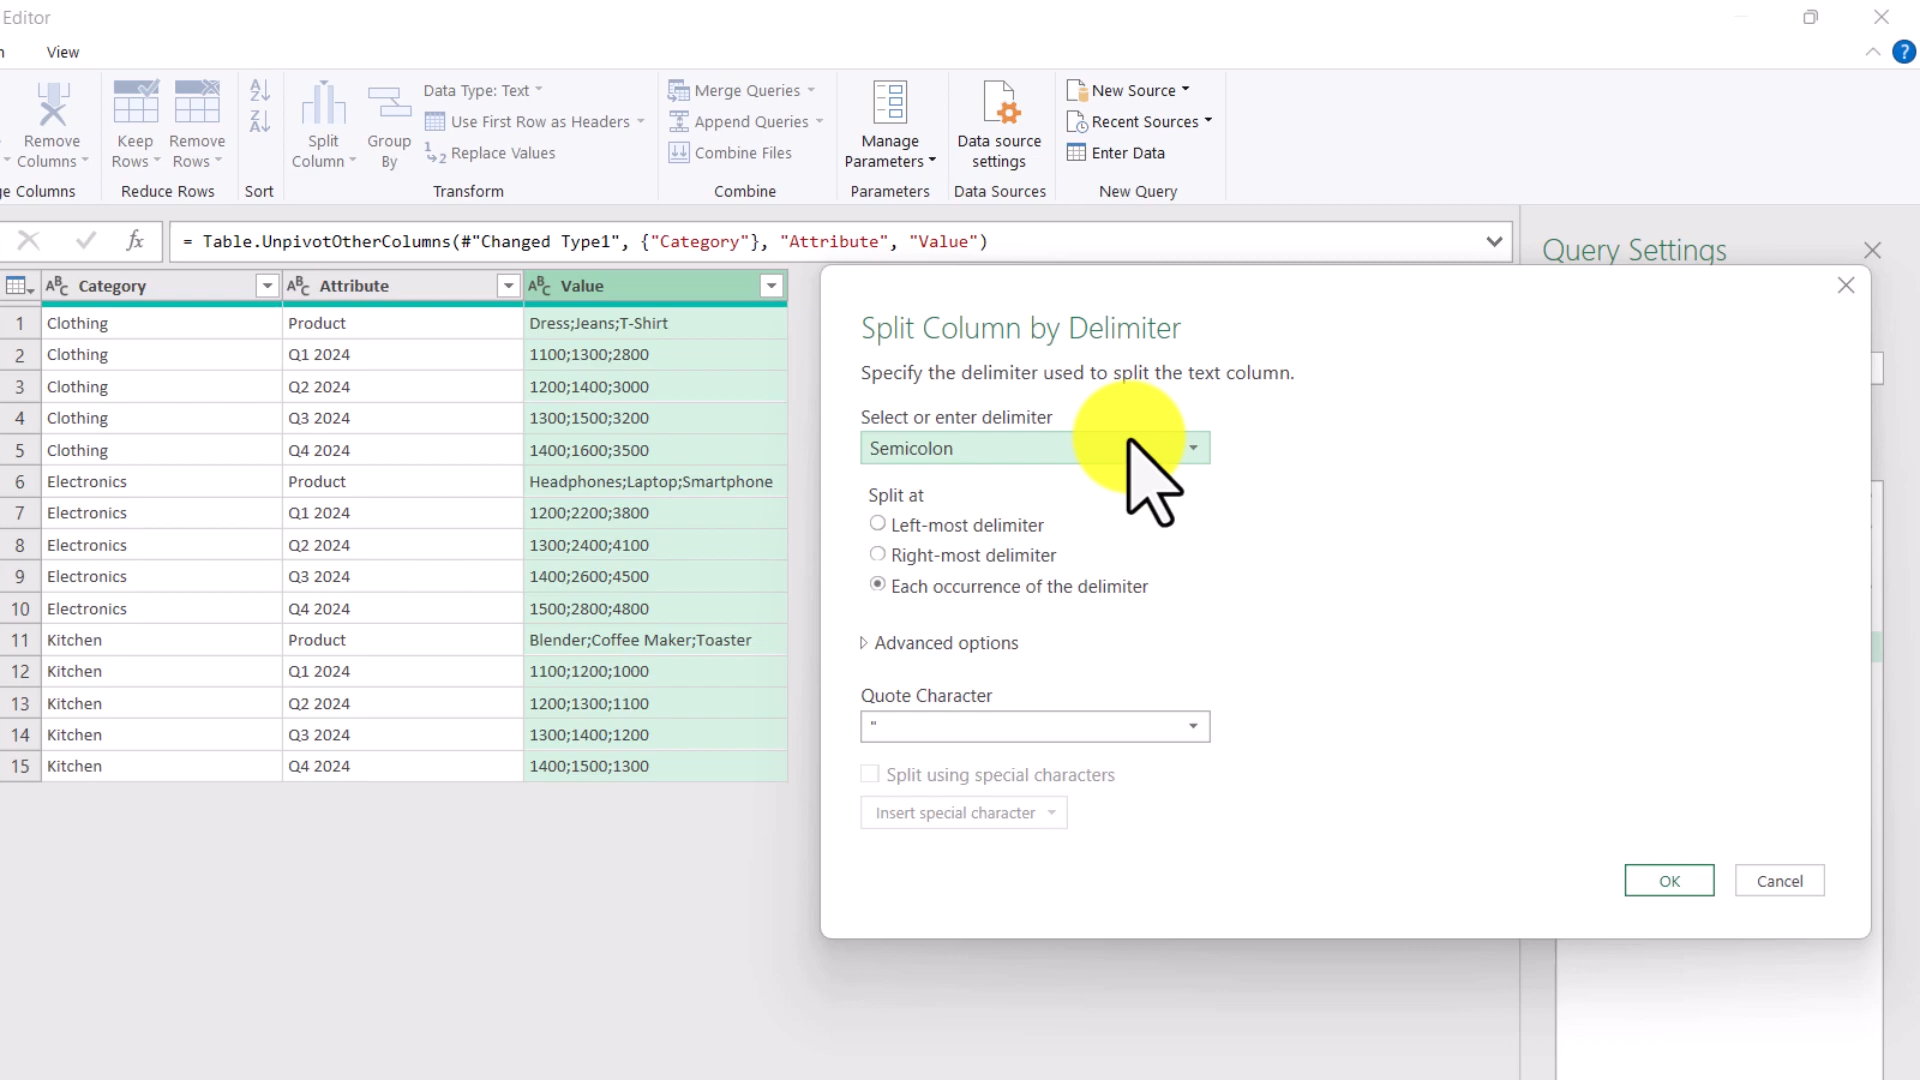 Editor
View
Remove Columns
Keep Rows
Remove Rows
Split Column
Group By
Data Type: Text
Use First Row as Headers
1 2 Replace Values
Merge Queries
Append Queries
Combine Files
Manage Parameters
Data source settings
New Source
Recent Sources
Enter Data
Columns
Reduce Rows
Sort
Transform
Combine
Parameters
Data Sources
New Query
fx
= Table.UnpivotOtherColumns(#"Changed Type1", {"Category"}, "Attribute", "Value")
Query Settings
ABC Category ABC Attribute ABC Value
1 Clothing Product Dress;Jeans;T-Shirt
2 Clothing Q1 2024 1100;1300;2800
3 Clothing Q2 2024 1200;1400;3000
4 Clothing Q3 2024 1300;1500;3200
5 Clothing Q4 2024 1400;1600;3500
6 Electronics Product Headphones;Laptop;Smartphone
7 Electronics Q1 2024 1200;2200;3800
8 Electronics Q2 2024 1300;2400;4100
9 Electronics Q3 2024 1400;2600;4500
10 Electronics Q4 2024 1500;2800;4800
11 Kitchen Product Blender;Coffee Maker;Toaster
12 Kitchen Q1 2024 1100;1200;1000
13 Kitchen Q2 2024 1200;1300;1100
14 Kitchen Q3 2024 1300;1400;1200
15 Kitchen Q4 2024 1400;1500;1300
Split Column by Delimiter
Specify the delimiter used to split the text column.
Select or enter delimiter
Semicolon
Split at
Left-most delimiter
Right-most delimiter
Each occurrence of the delimiter
Advanced options
Quote Character
"
Split using special characters
Insert special character
OK
Cancel